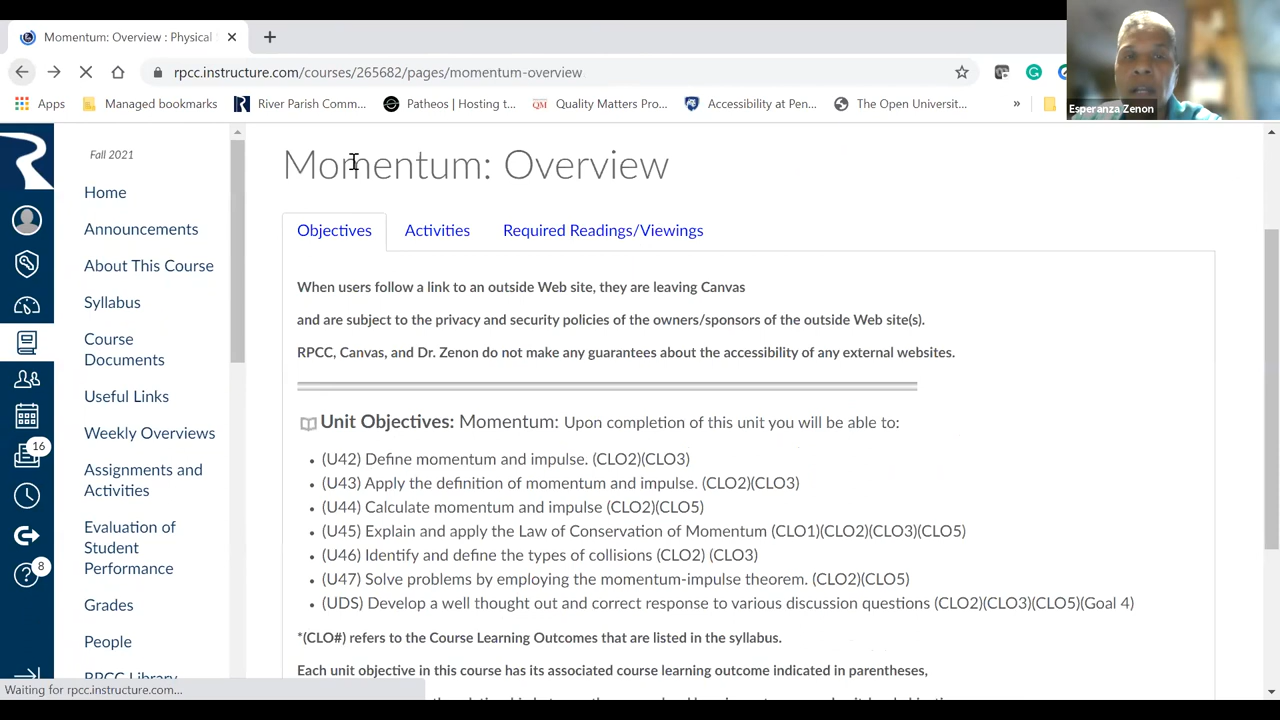 Momentum: Overview : Physical
rpcc.instructure.com/courses/265682/pages/momentum-overview
Apps
Managed bookmarks
River Parish Comm...
Patheos | Hosting t...
QM
Quality Matters Pro...
Accessibility at Pen...
The Open Universit...
»
Esperanza Zenon
Fall 2021
Home
Announcements
About This Course
Syllabus
Course
Documents
Useful Links
Weekly Overviews
Assignments and
Activities
Evaluation of
Student
Performance
Grades
People
RPCC Library
16
8
Momentum: Overview
Objectives
Activities
Required Readings/Viewings
When users follow a link to an outside Web site, they are leaving Canvas
and are subject to the privacy and security policies of the owners/sponsors of the outside Web site(s).
RPCC, Canvas, and Dr. Zenon do not make any guarantees about the accessibility of any external websites.
Unit Objectives: Momentum: Upon completion of this unit you will be able to:
• (U42) Define momentum and impulse. (CLO2)(CLO3)
• (U43) Apply the definition of momentum and impulse. (CLO2)(CLO3)
• (U44) Calculate momentum and impulse (CLO2)(CLO5)
• (U45) Explain and apply the Law of Conservation of Momentum (CLO1)(CLO2)(CLO3)(CLO5)
• (U46) Identify and define the types of collisions (CLO2) (CLO3)
• (U47) Solve problems by employing the momentum-impulse theorem. (CLO2)(CLO5)
• (UDS) Develop a well thought out and correct response to various discussion questions (CLO2)(CLO3)(CLO5)(Goal 4)
*(CLO#) refers to the Course Learning Outcomes that are listed in the syllabus.
Each unit objective in this course has its associated course learning outcome indicated in parentheses,
Waiting for rpcc.instructure.com...